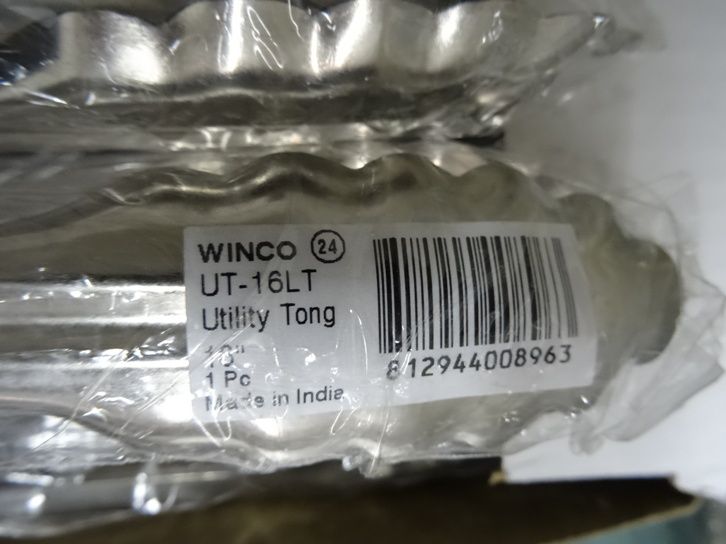 WINCO 24
UT-16LT
Utility Tong
1 Pc
Made in India
812944008963